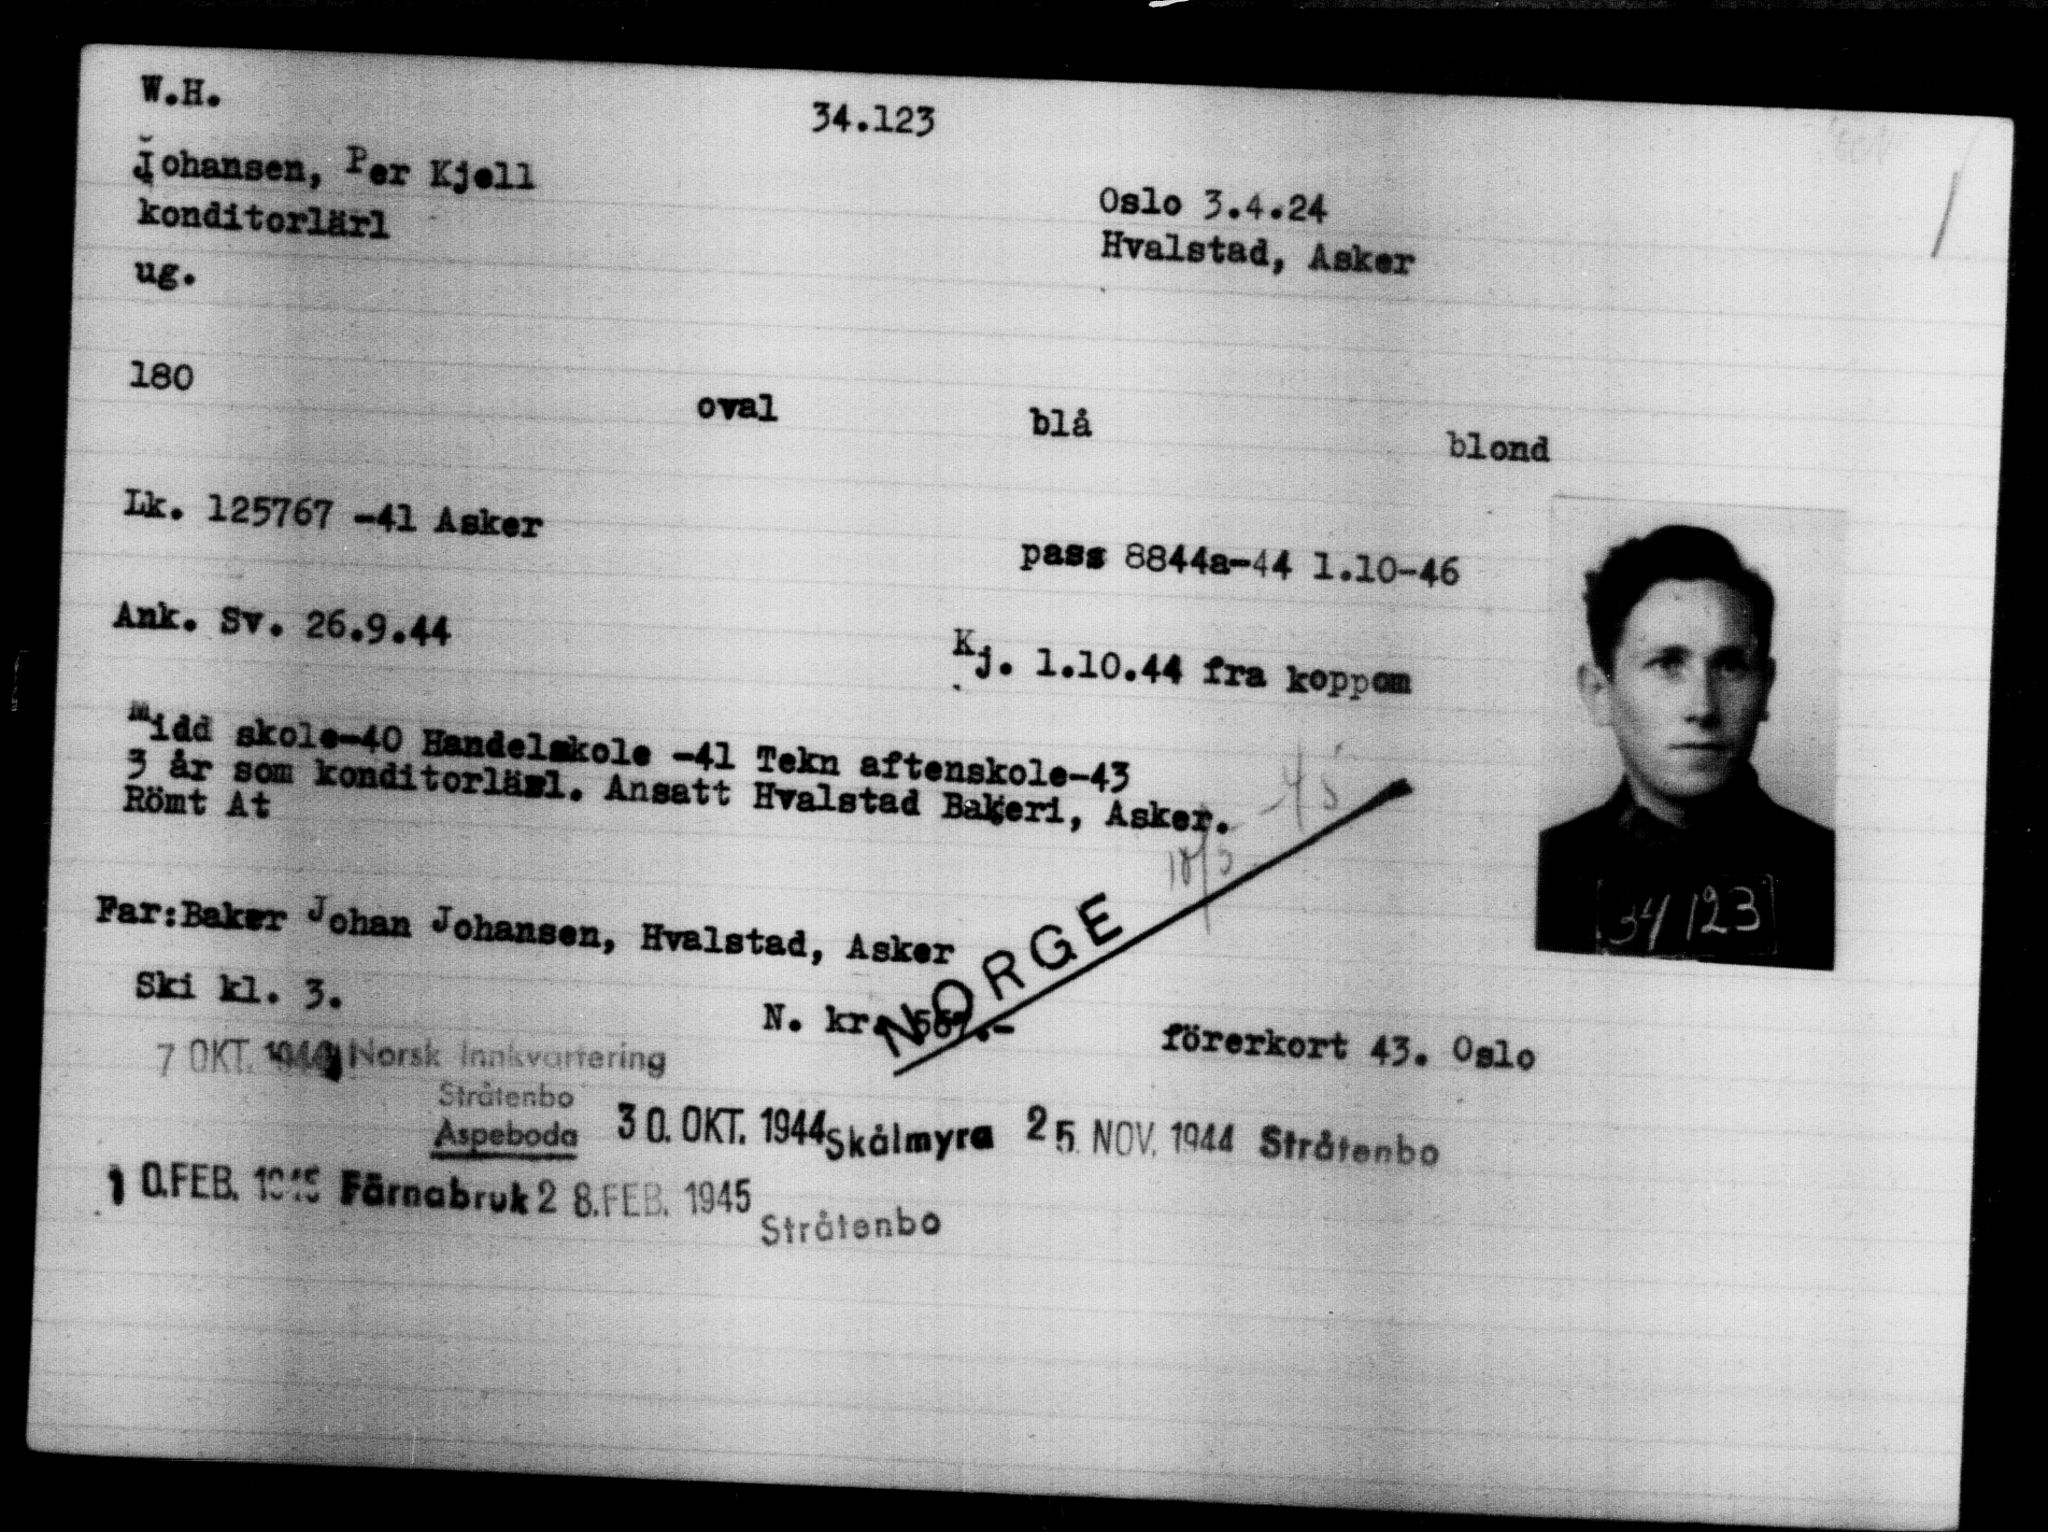 W.H.
34.123
Johansen, Per Kjell
Oslo 3.4.24
konditorlärl
Hvalstad, Asker
ug.
180
oval
blå
blond
Lk. 125767 -41 Asker
pass 8844a-44 1.10-46
Ank. Sv. 26.9.44
Kj. 1.10.44 fra koppom
Midd skole-40 Handelskole -41 Tekn aftenskole-43
3 år som konditorlärl. Ansatt Hvalstad Bakeri, Asker.
Römt At
18/5 -45
34123
Far:Baker Johan Johansen, Hvalstad, Asker
NORGE
Ski kl. 3.
N. kr.
förerkort 43. Oslo
7 OKT. 1944 Norsk Innkvartering
Stråtenbo
Aspeboda
30. OKT. 1944 Skålmyra 25. NOV. 1944 Stråtenbo
10. FEB. 1945 Färnabruk 28. FEB. 1945
Stråtenbo